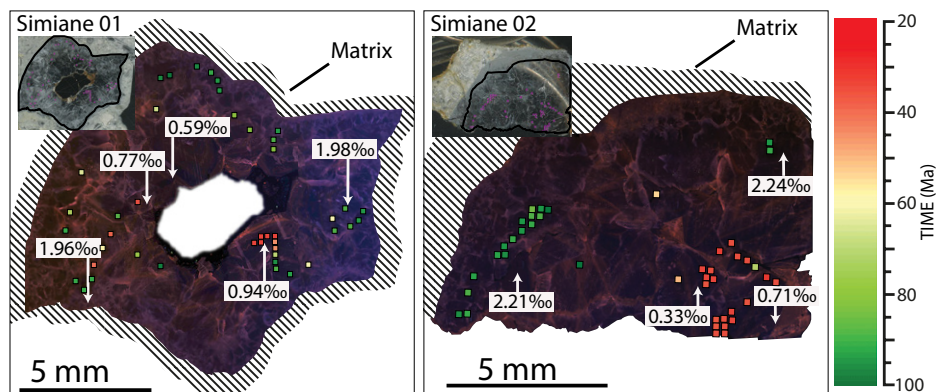 Simiane 01
Matrix
0.59‰
0.77‰
1.98‰
1.96‰
0.94‰
5 mm
Simiane 02
Matrix
2.24‰
2.21‰
0.33‰
0.71‰
5 mm
20
40
60
80
100
TIME (Ma)